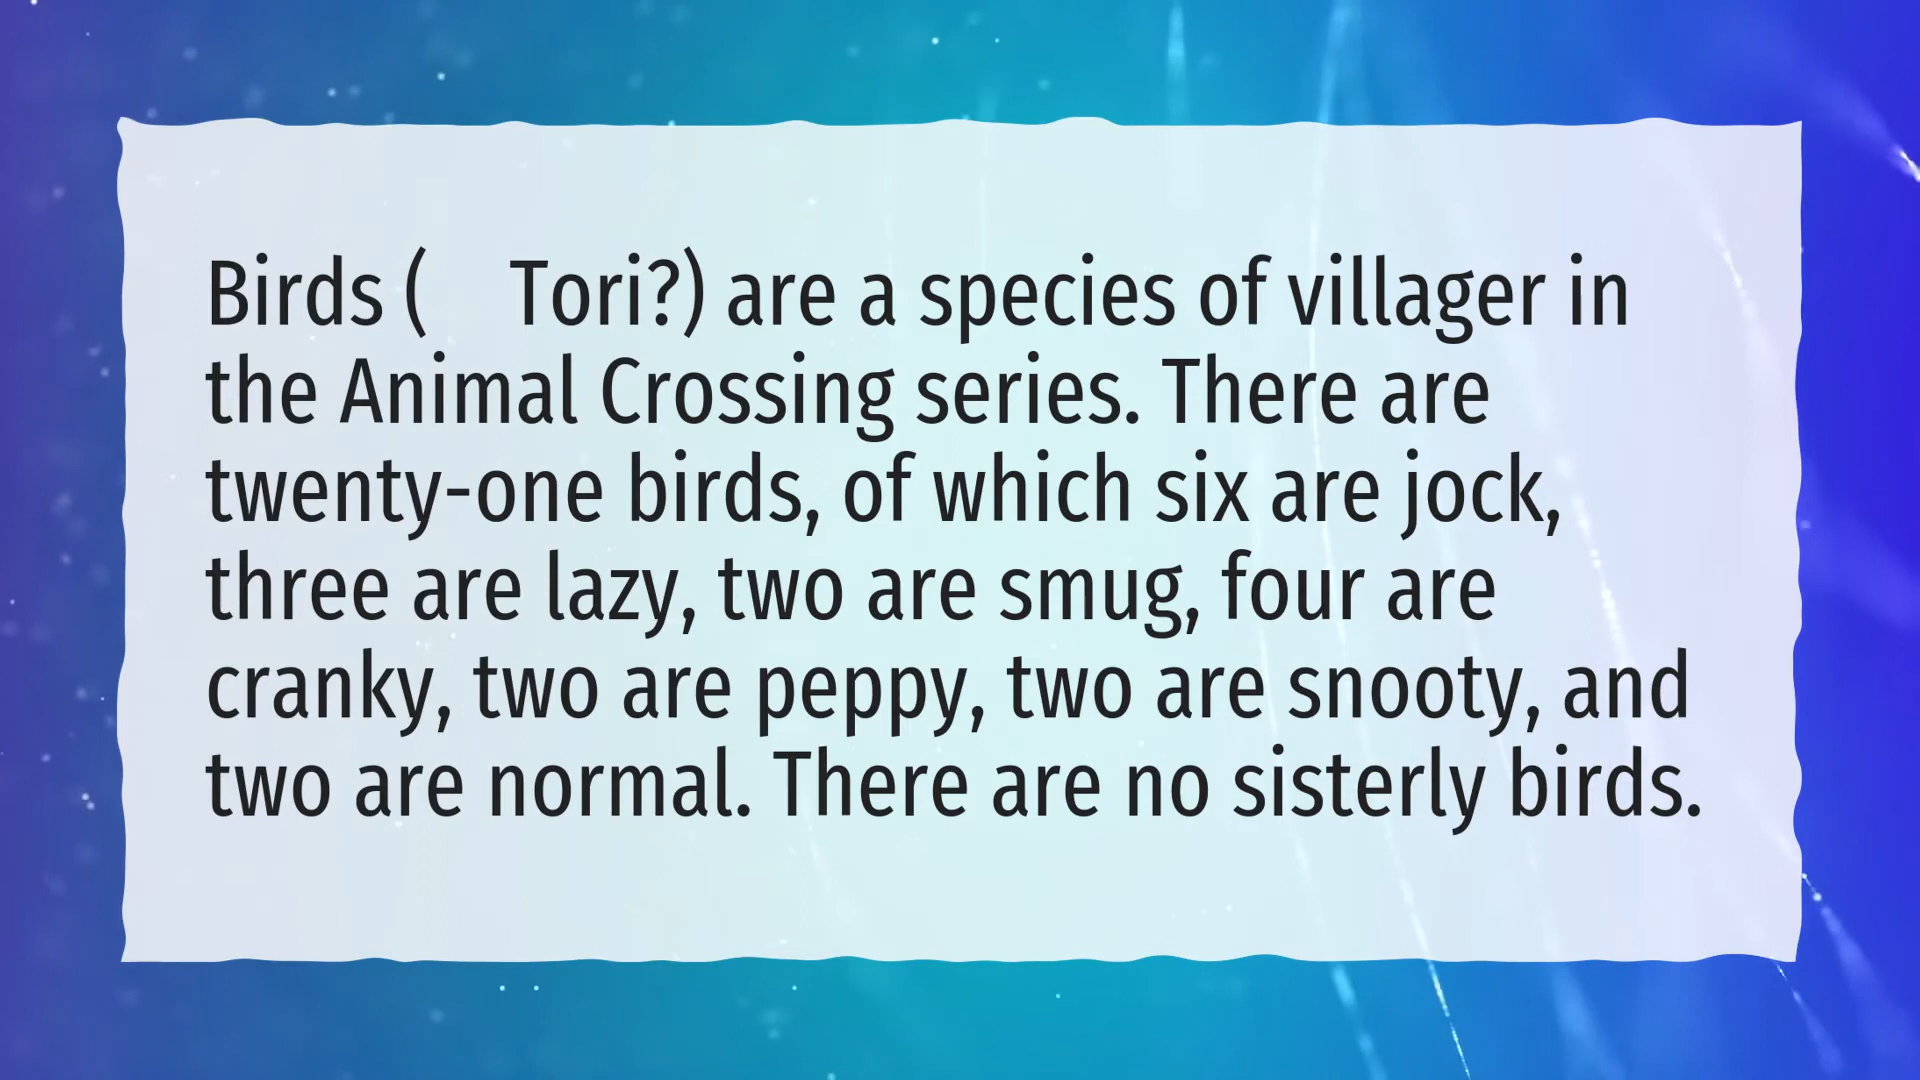 Birds ( Tori?) are a species of villager in
the Animal Crossing series. There are
twenty-one birds, of which six are jock,
three are lazy, two are smug, four are
cranky, two are peppy, two are snooty, and
two are normal. There are no sisterly birds.